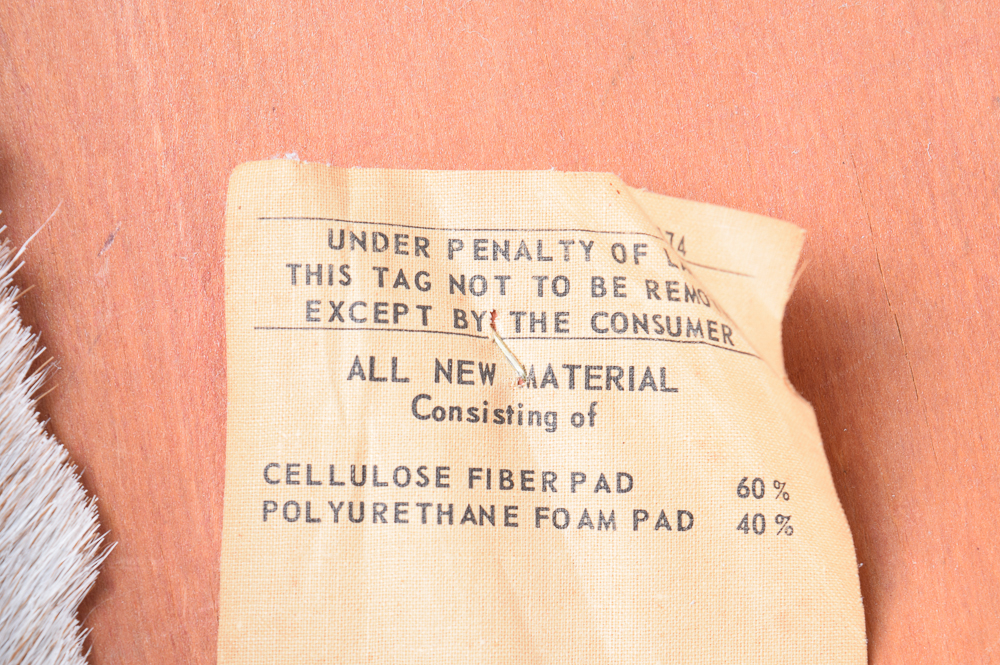 74
UNDER PENALTY OF
THIS TAG NOT TO BE
EXCEPT BY THE CONSUMER
ALL NEW MATERIAL
Consisting of
CELLULOSE FIBER PAD 60%
POLYURETHANE FOAM PAD 40%